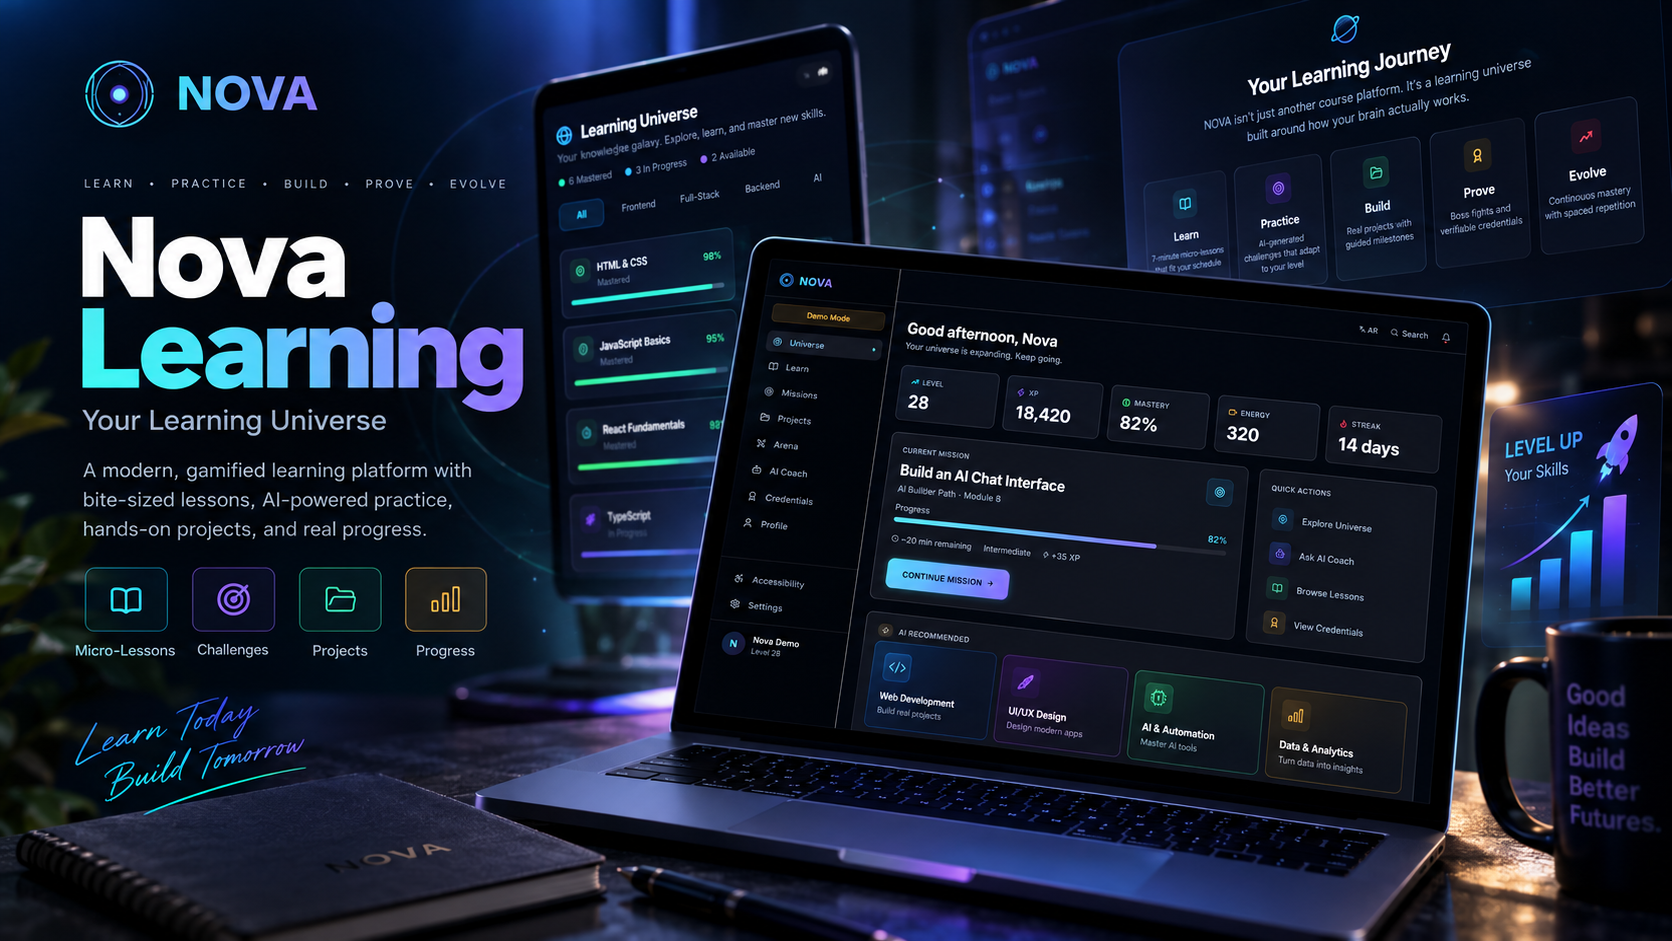 NOVA
LEARN • PRACTICE • BUILD • PROVE • EVOLVE
Nova
Learning
Your Learning Universe
A modern, gamified learning platform with
bite-sized lessons, AI-powered practice,
hands-on projects, and real progress.
Micro-Lessons
Challenges
Projects
Progress
Learn Today
Build Tomorrow
NOVA
Learning Universe
Your knowledge galaxy. Explore, learn, and master new skills.
6 Mastered
3 In Progress
2 Available
All
Frontend
Full-Stack
Backend
AI
HTML & CSS
98%
Mastered
JavaScript Basics
95%
Mastered
React Fundamentals
Mastered
TypeScript
In Progress
NOVA
Your Learning Journey
NOVA isn't just another course platform. It's a learning universe
built around how your brain actually works.
Learn
7-minute micro-lessons
that fit your schedule
Practice
AI-generated
challenges that adapt
to your level
Build
Real projects with
guided milestones
Prove
Boss fights and
verifiable credentials
Evolve
Continuous mastery
with spaced repetition
NOVA
Demo Mode
Universe
Learn
Missions
Projects
Arena
AI Coach
Credentials
Profile
Accessibility
Settings
N
Nova Demo
Level 28
AR
Search
Good afternoon, Nova
Your universe is expanding. Keep going.
LEVEL
28
XP
18,420
MASTERY
82%
ENERGY
320
STREAK
14 days
CURRENT MISSION
Build an AI Chat Interface
AI Builder Path · Module 8
Progress
82%
~20 min remaining
Intermediate
+35 XP
CONTINUE MISSION →
QUICK ACTIONS
Explore Universe
Ask AI Coach
Browse Lessons
View Credentials
AI RECOMMENDED
Web Development
Build real projects
UI/UX Design
Design modern apps
AI & Automation
Master AI tools
Data & Analytics
Turn data into insights
LEVEL UP
Your Skills
Good
Ideas
Build
Better
Futures.